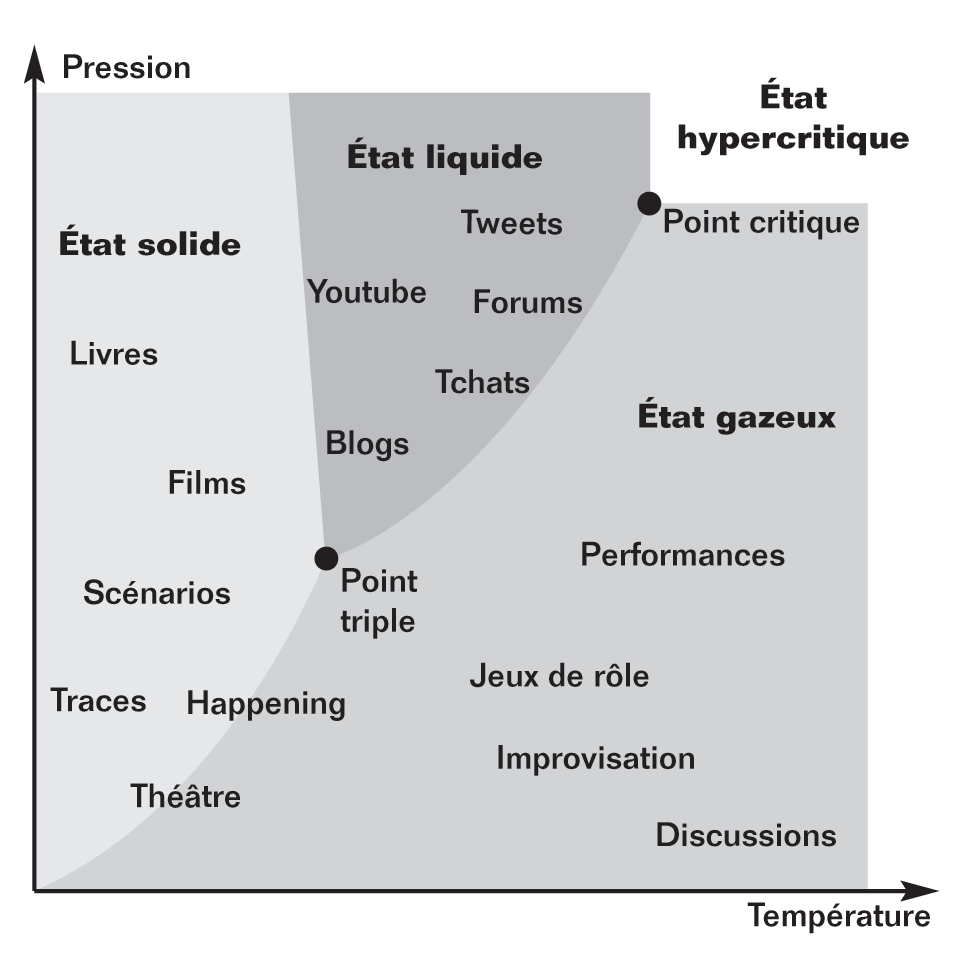 Pression
État
hypercritique
État liquide
Tweets
Point critique
État solide
Youtube
Forums
Livres
Tchats
État gazeux
Blogs
Films
Performances
Point
triple
Scénarios
Jeux de rôle
Traces
Happening
Improvisation
Théâtre
Discussions
Température